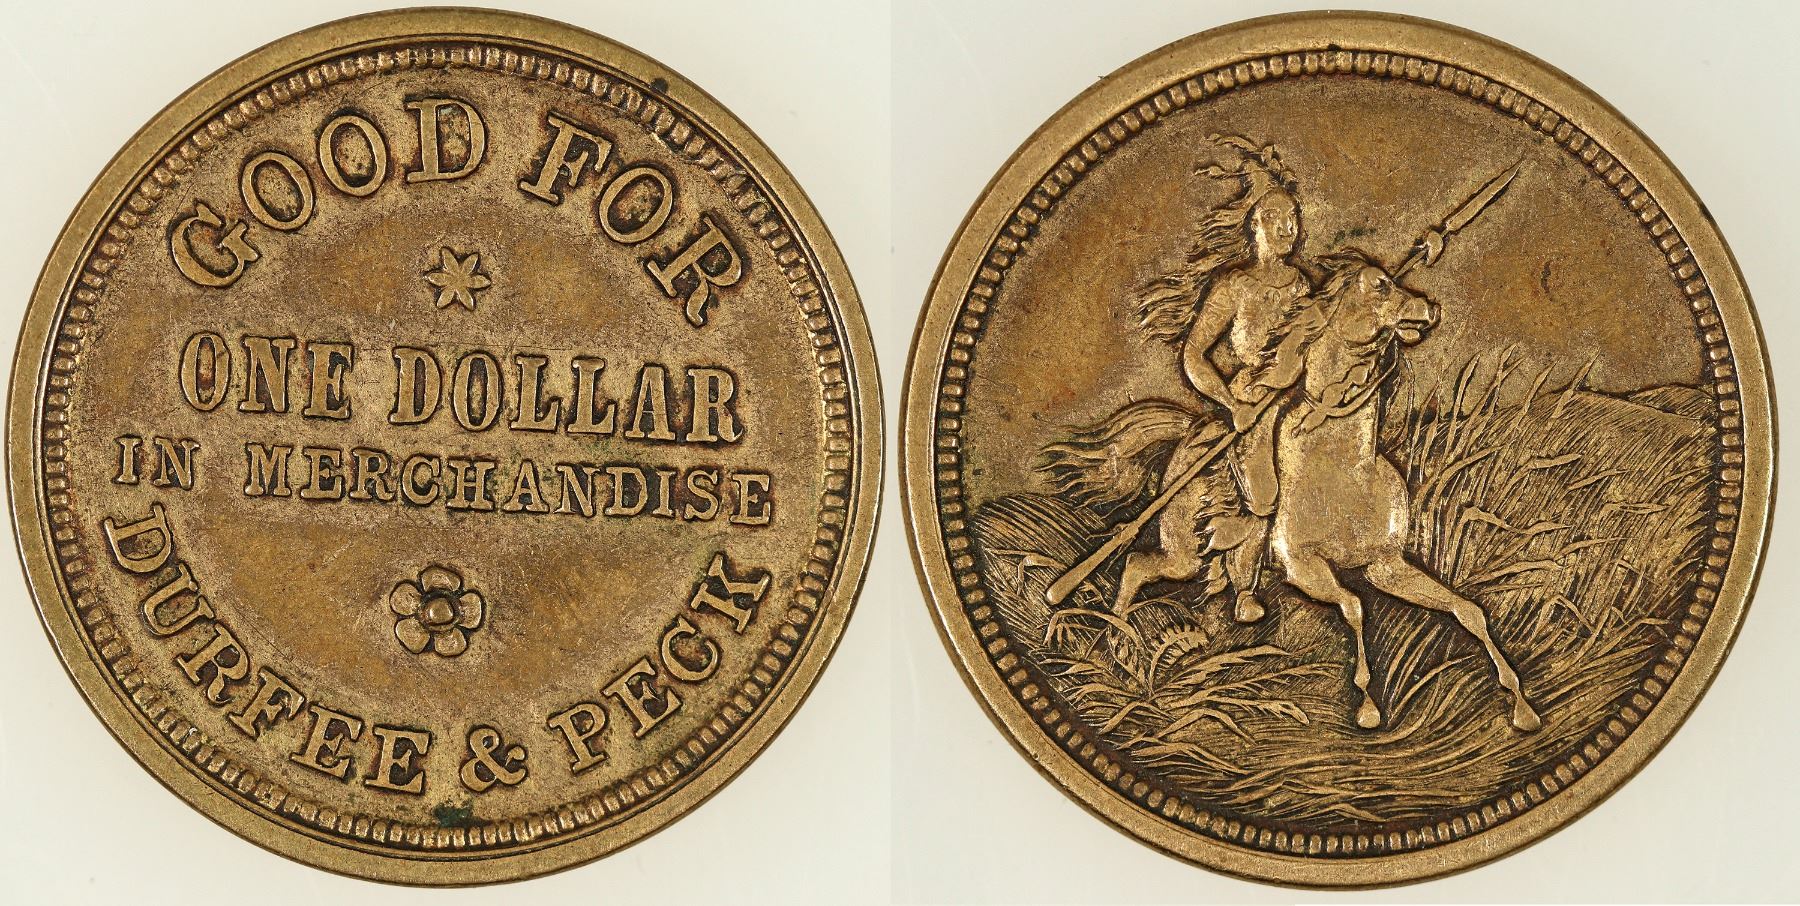 GOOD FOR
ONE DOLLAR
IN MERCHANDISE
DURFEE & PECK